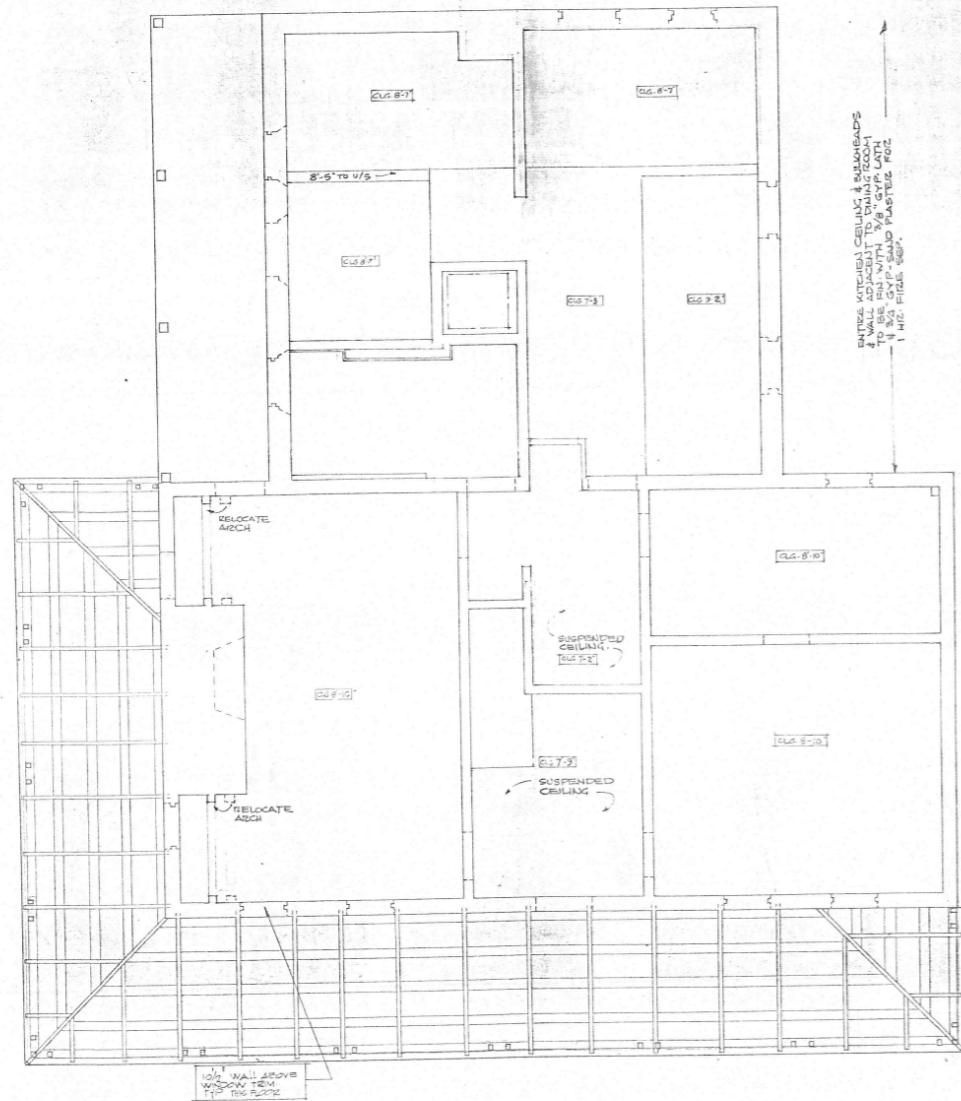 CLG. 8'-7"
CLG. 8'-7"
8'-5" TO U/S
CLG 8'-7"
CLG 7'-2"
ENTIRE KITCHEN CEILING & BULKHEADS
& WALL ADJACENT TO DINING ROOM
TO BE FIN. WITH 3/8" GYP. LATH
& 3/4" GYP-SAND PLASTER FOR
1 HR. FIRE SEP.
RELOCATE
ARCH
CLG. 8'-10"
SUSPENDED
CEILING.
CLG 7'-2"
CLG 8'-10"
CLG. 8'-10"
CLG 7'-9"
SUSPENDED
CEILING
RELOCATE
ARCH
10½" WALL ABOVE
WINDOW TRIM
TYP THIS FLOOR